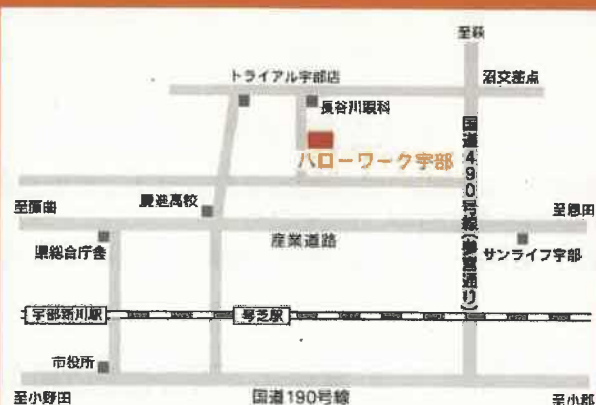 至萩
トライアル宇部店
沼交差点
長谷川眼科
ハローワーク宇部
国道490号線(参宮通り)
慶進高校
至藤曲
至恩田
県総合庁舎
産業道路
サンライフ宇部
宇部新川駅
琴芝駅
市役所
至小野田
国道190号線
至小郡